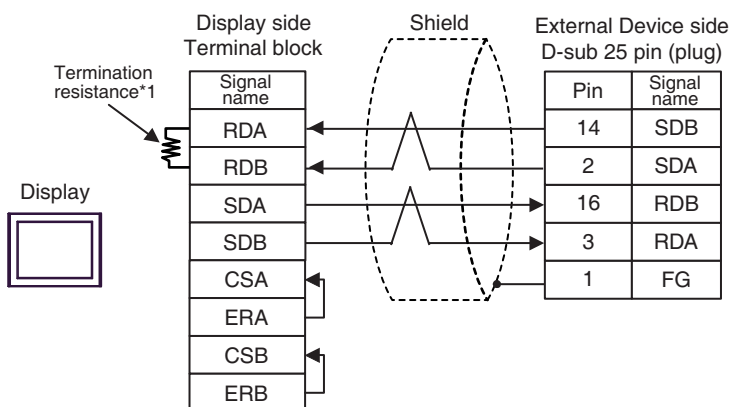 Display side
Terminal block
Shield
External Device side
D-sub 25 pin (plug)
Termination
resistance*1
Signal
name
Pin
Signal
name
RDA
14
SDB
RDB
2
SDA
Display
SDA
16
RDB
SDB
3
RDA
CSA
1
FG
ERA
CSB
ERB